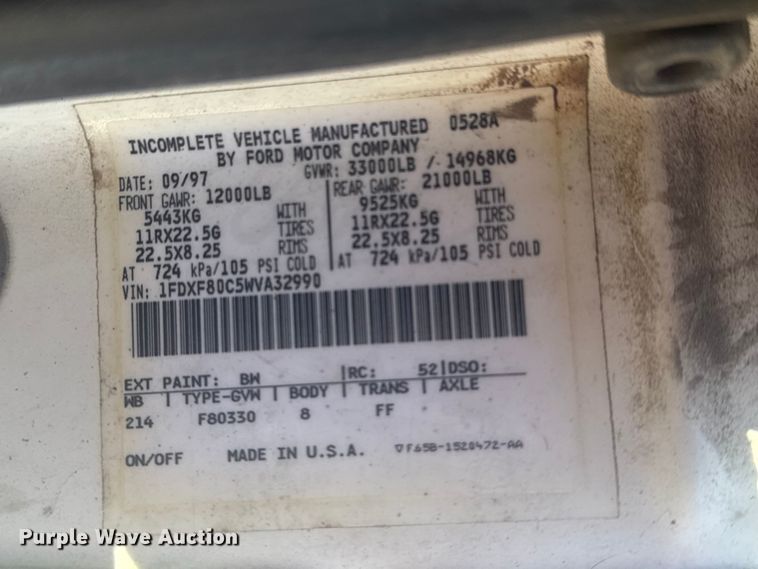 INCOMPLETE VEHICLE MANUFACTURED 0528A
BY FORD MOTOR COMPANY
DATE: 09/97 GVWR: 33000LB / 14968KG
FRONT GAWR: 12000LB REAR GAWR: 21000LB
5443KG WITH 9525KG WITH
11RX22.5G TIRES 11RX22.5G TIRES
22.5X8.25 RIMS 22.5X8.25 RIMS
AT 724 kPa/105 PSI COLD AT 724 kPa/105 PSI COLD
VIN: 1FDXF80C5WVA32990
EXT PAINT: BW |RC: 52|DSO:
WB | TYPE-GVW | BODY | TRANS | AXLE
214 F80330 8 FF
ON/OFF MADE IN U.S.A. ▽F65B-1520472-AA
Purple Wave Auction